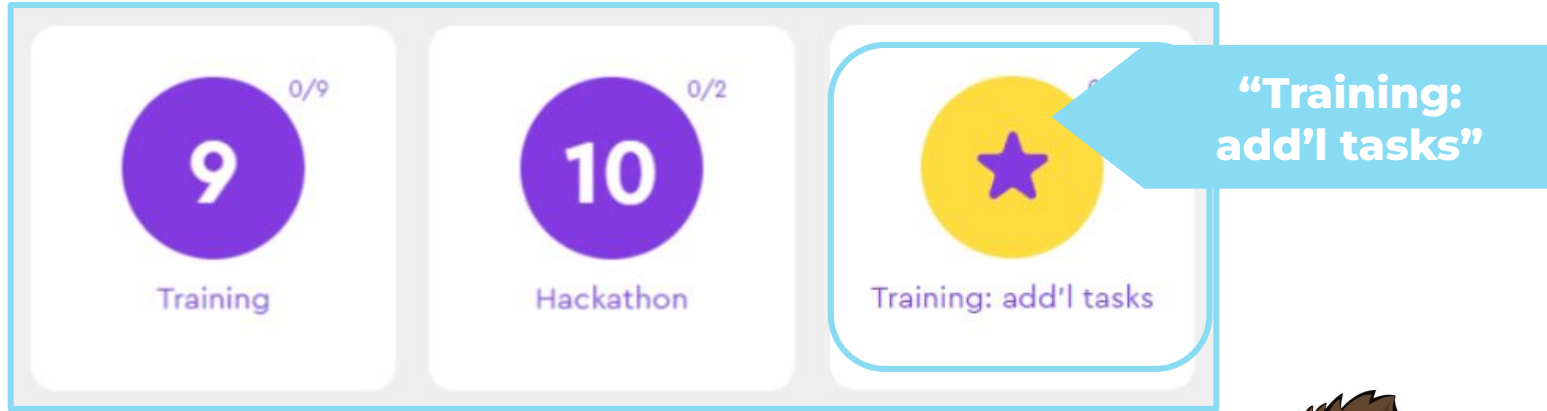 0/9
9
Training
0/2
10
Hackathon
Training: add'l tasks
“Training:
add’l tasks”